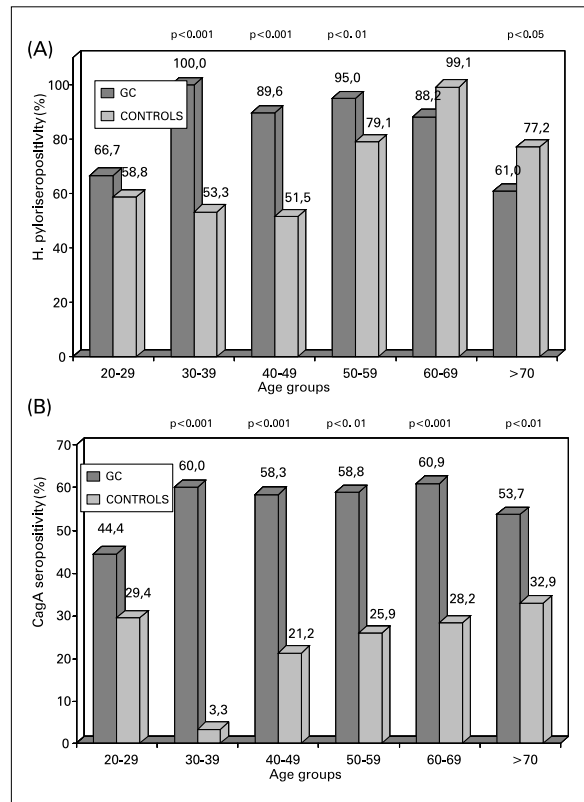 (A)
p<0.001 p<0.001 p<0.01 p<0.05
H. pyloriseropositivity (%)
100
80
60
40
20
0
GC
CONTROLS
66,7 58,8
100,0 53,3
89,6 51,5
95,0 79,1
88,2 99,1
61,0 77,2
20-29 30-39 40-49 50-59 60-69 >70
Age groups
(B)
p<0.001 p<0.001 p<0.01 p<0.001 p<0.01
CagA seropositivity (%)
70
60
50
40
30
20
10
0
GC
CONTROLS
44,4 29,4
60,0 3,3
58,3 21,2
58,8 25,9
60,9 28,2
53,7 32,9
20-29 30-39 40-49 50-59 60-69 >70
Age groups